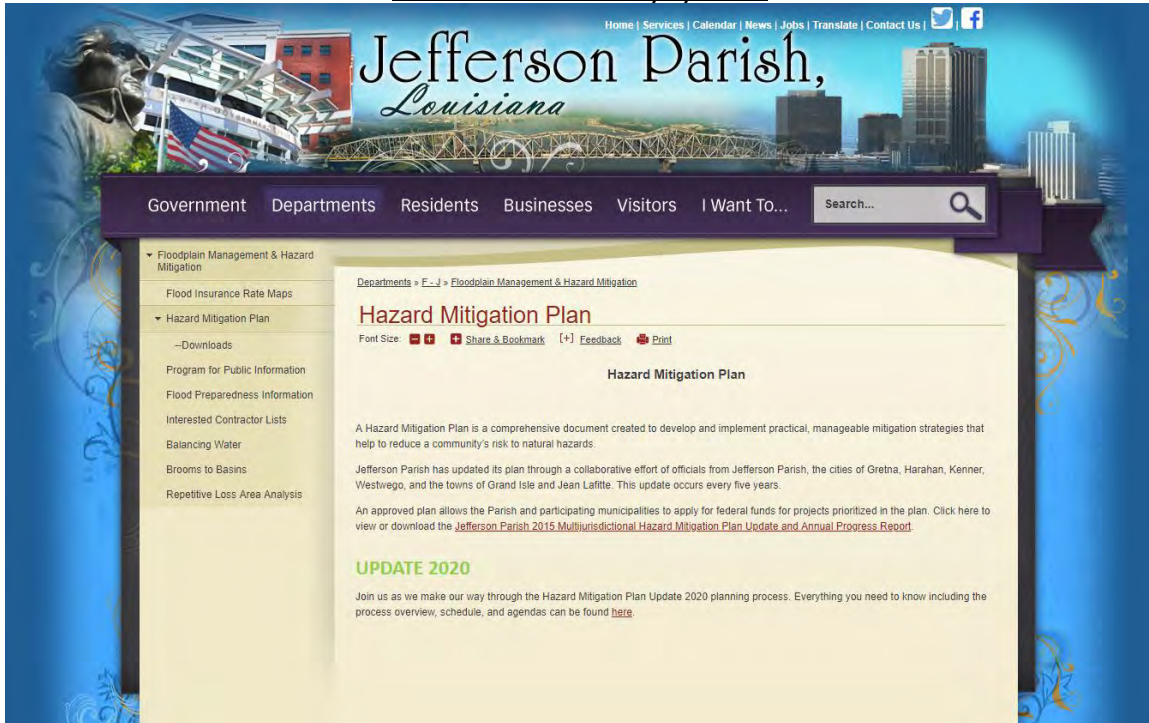 Home | Services | Calendar | News | Jobs | Translate | Contact Us |
Jefferson Parish,
Louisiana
Government Departments Residents Businesses Visitors I Want To... Search...
Floodplain Management & Hazard
Mitigation
Flood Insurance Rate Maps
Hazard Mitigation Plan
--Downloads
Program for Public Information
Flood Preparedness Information
Interested Contractor Lists
Balancing Water
Brooms to Basins
Repetitive Loss Area Analysis
Departments » F - J » Floodplain Management & Hazard Mitigation
Hazard Mitigation Plan
Font Size: - + + Share & Bookmark [+] Feedback Print
Hazard Mitigation Plan
A Hazard Mitigation Plan is a comprehensive document created to develop and implement practical, manageable mitigation strategies that
help to reduce a community's risk to natural hazards.
Jefferson Parish has updated its plan through a collaborative effort of officials from Jefferson Parish, the cities of Gretna, Harahan, Kenner,
Westwego, and the towns of Grand Isle and Jean Lafitte. This update occurs every five years.
An approved plan allows the Parish and participating municipalities to apply for federal funds for projects prioritized in the plan. Click here to
view or download the Jefferson Parish 2015 Multijurisdictional Hazard Mitigation Plan Update and Annual Progress Report.
UPDATE 2020
Join us as we make our way through the Hazard Mitigation Plan Update 2020 planning process. Everything you need to know including the
process overview, schedule, and agendas can be found here.